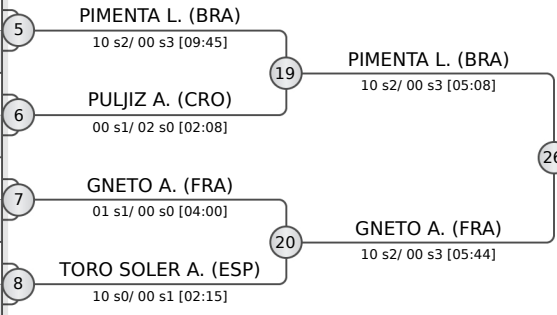 PIMENTA L. (BRA)
5
10 s2/ 00 s3 [09:45]
PIMENTA L. (BRA)
19
10 s2/ 00 s3 [05:08]
PULJIZ A. (CRO)
6
00 s1/ 02 s0 [02:08]
26
GNETO A. (FRA)
7
01 s1/ 00 s0 [04:00]
GNETO A. (FRA)
20
10 s2/ 00 s3 [05:44]
TORO SOLER A. (ESP)
8
10 s0/ 00 s1 [02:15]